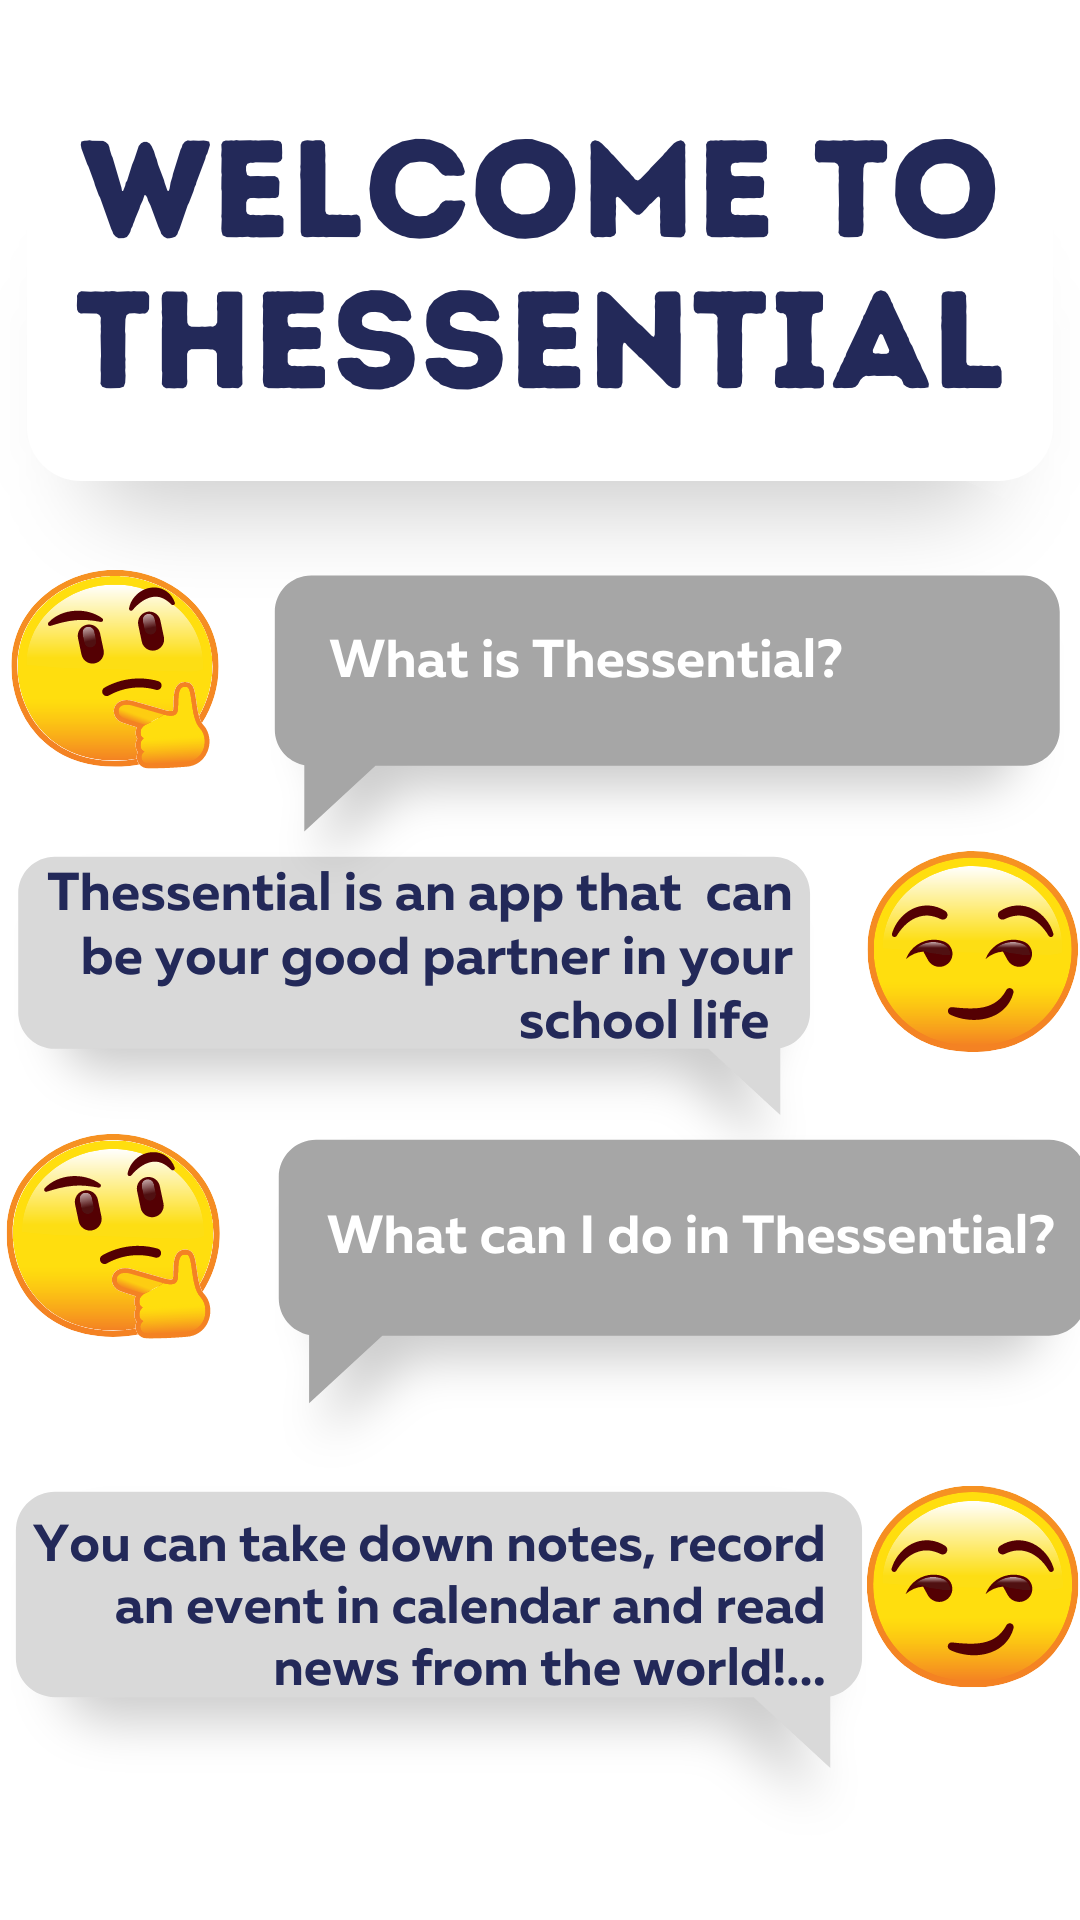 WELCOME TO
THESSENTIAL
What is Thessential?
Thessential is an app that  can
be your good partner in your
school life
What can I do in Thessential?
You can take down notes, record
an event in calendar and read
news from the world!...